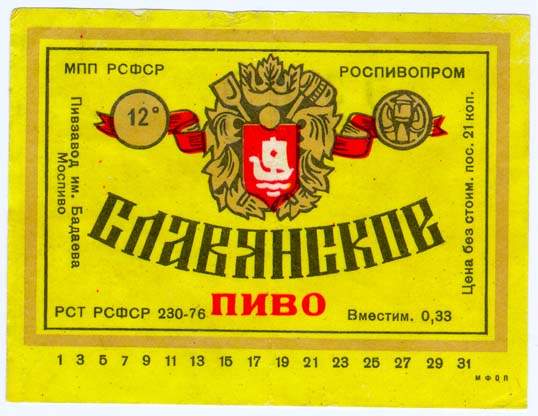 МПП РСФСР
РОСПИВОПРОМ
12°
Пивзавод им. Бадаева
Моспиво
Цена без стоим. пос. 21 коп.
СЛАВЯНСКОЕ
ПИВО
РСТ РСФСР 230-76
Вместим. 0,33
1 3 5 7 9 11 13 15 17 19 21 23 25 27 29 31
МФОП